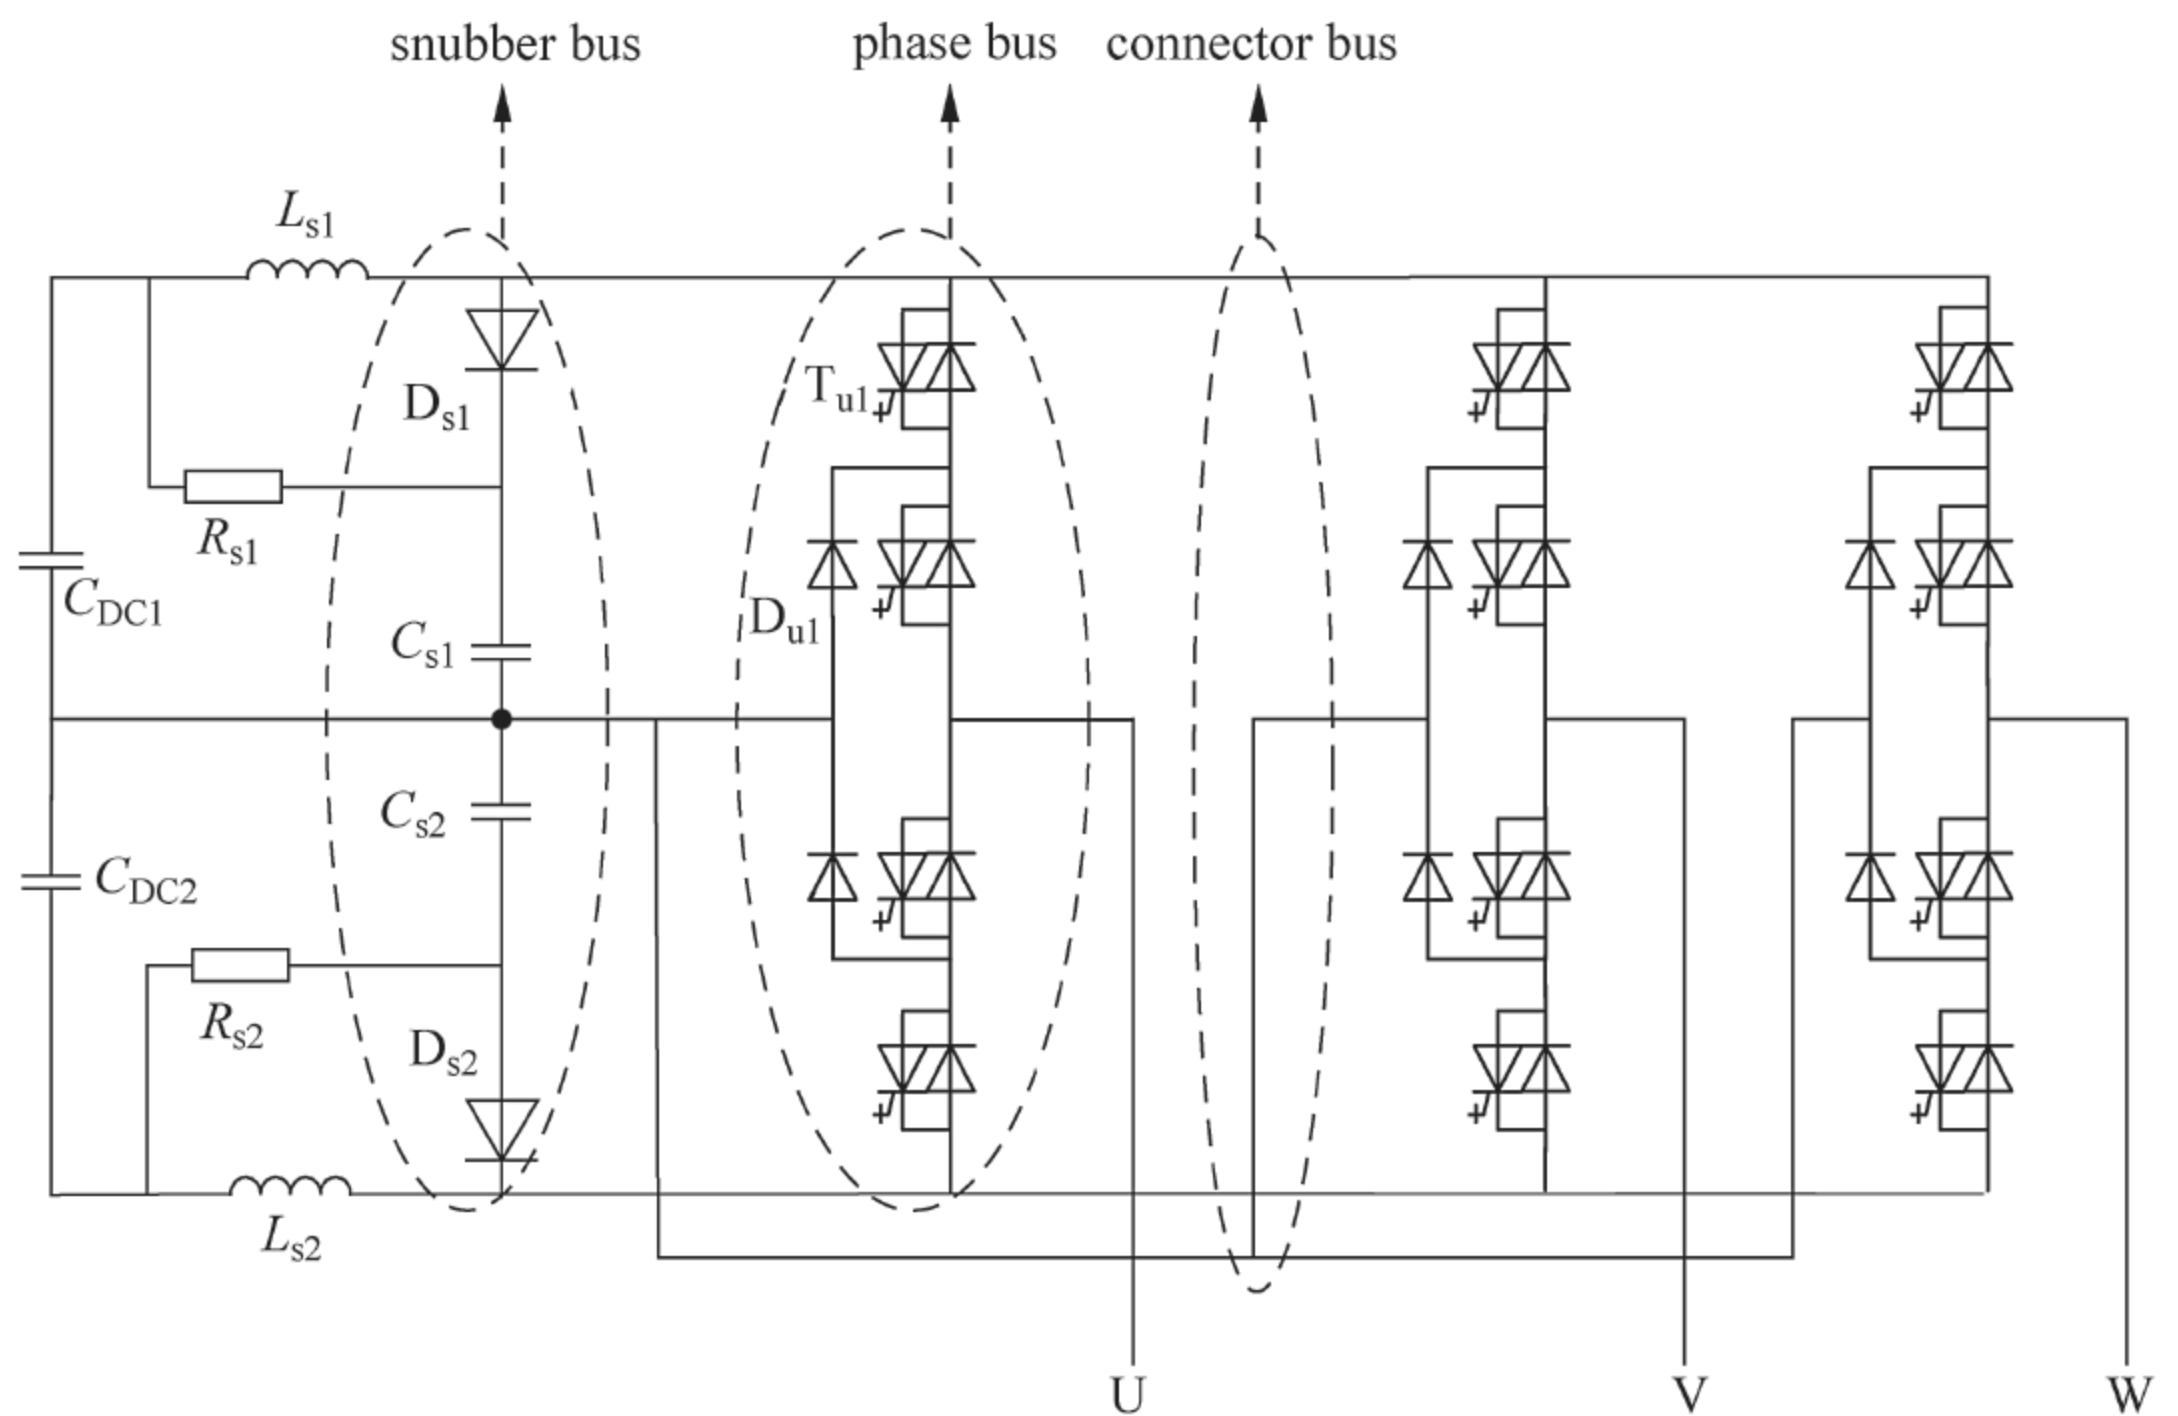 snubber bus
phase bus
connector bus
Ls1
Ds1
Tu1
Rs1
CDC1
Cs1
Du1
Cs2
CDC2
Rs2
Ds2
Ls2
U
V
W